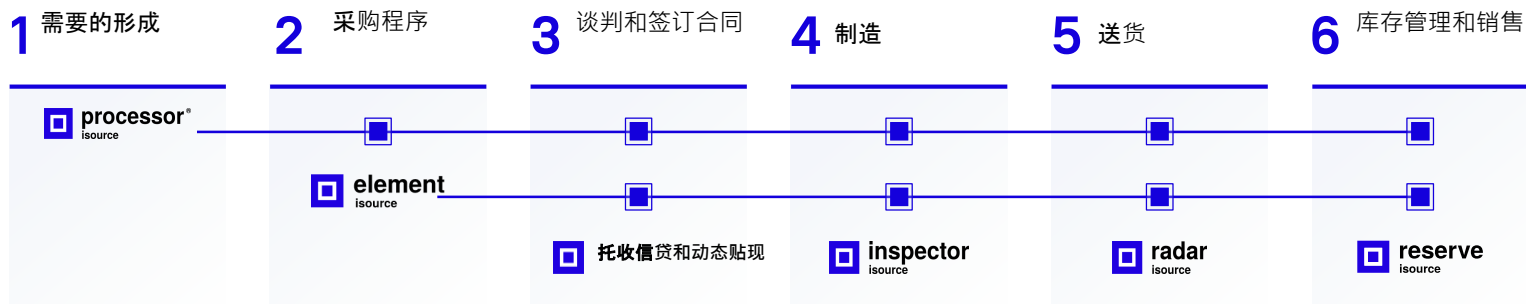 1 需要的形成
2 采购程序
3 谈判和签订合同
4 制造
5 送货
6 库存管理和销售
processor®
isource
element
isource
托收信贷和动态贴现
inspector
isource
radar
isource
reserve
isource